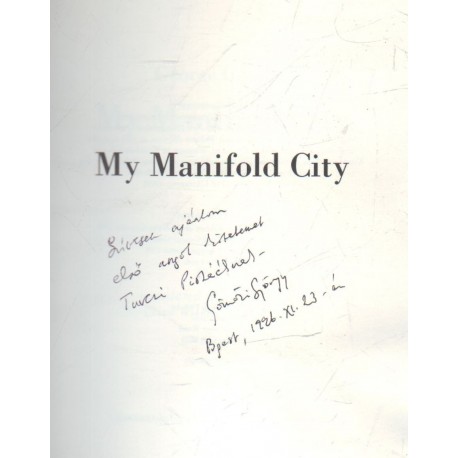 My Manifold City
Szívesen ajánlom
első angol kötetemet
Turczi Pistáéknak
Gömöri György
Bpest, 1996. XI. 23-án